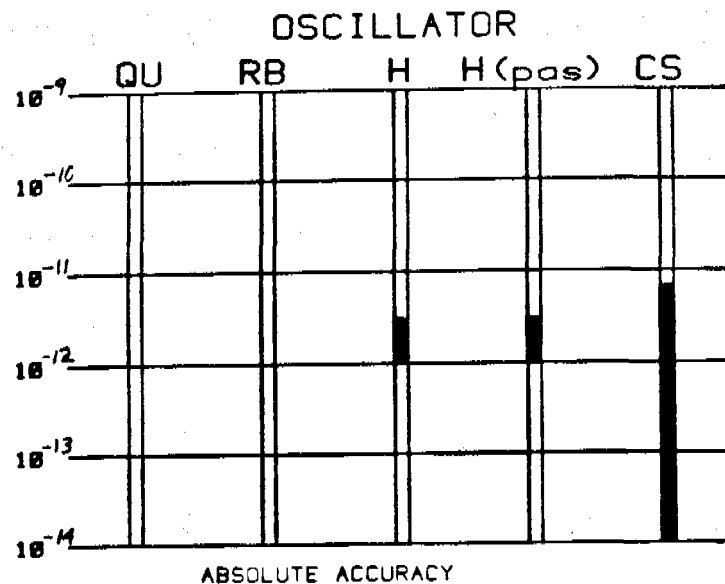 OSCILLATOR
QU RB H H(pas) CS
10⁻⁹
10⁻¹⁰
10⁻¹¹
10⁻¹²
10⁻¹³
10⁻¹⁴
ABSOLUTE ACCURACY